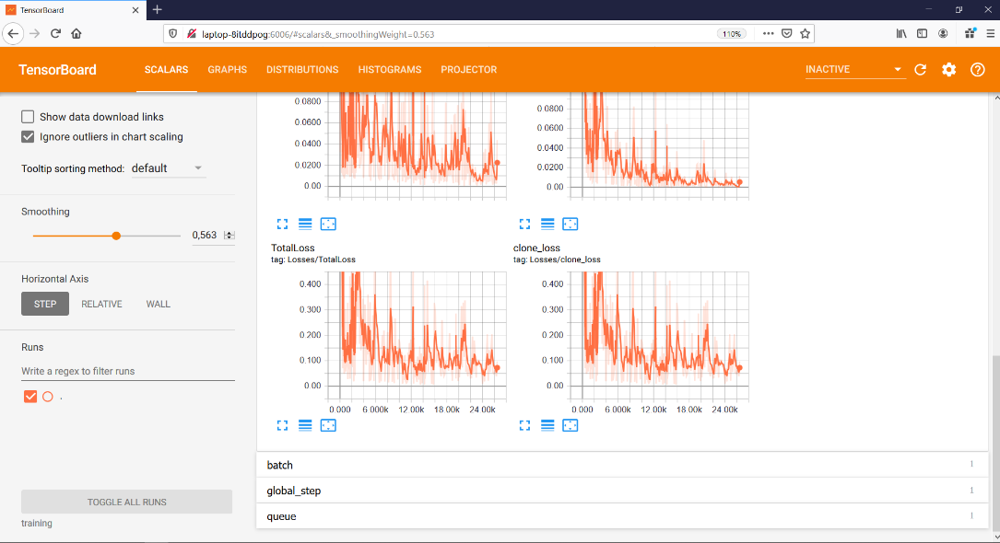 TensorBoard
laptop-8itddpog:6006/#scalars&_smoothingWeight=0.563
110%
TensorBoard
SCALARS
GRAPHS
DISTRIBUTIONS
HISTOGRAMS
PROJECTOR
INACTIVE
Show data download links
Ignore outliers in chart scaling
Tooltip sorting method: default
Smoothing
0,563
Horizontal Axis
STEP
RELATIVE
WALL
Runs
Write a regex to filter runs
.
TOGGLE ALL RUNS
training
0.0800
0.0600
0.0400
0.0200
0.00
0.0800
0.0600
0.0400
0.0200
0.00
TotalLoss
tag: Losses/TotalLoss
0.400
0.300
0.200
0.100
0.00
0.000 6.000k 12.00k 18.00k 24.00k
clone_loss
tag: Losses/clone_loss
0.400
0.300
0.200
0.100
0.00
0.000 6.000k 12.00k 18.00k 24.00k
batch 1
global_step 1
queue 1